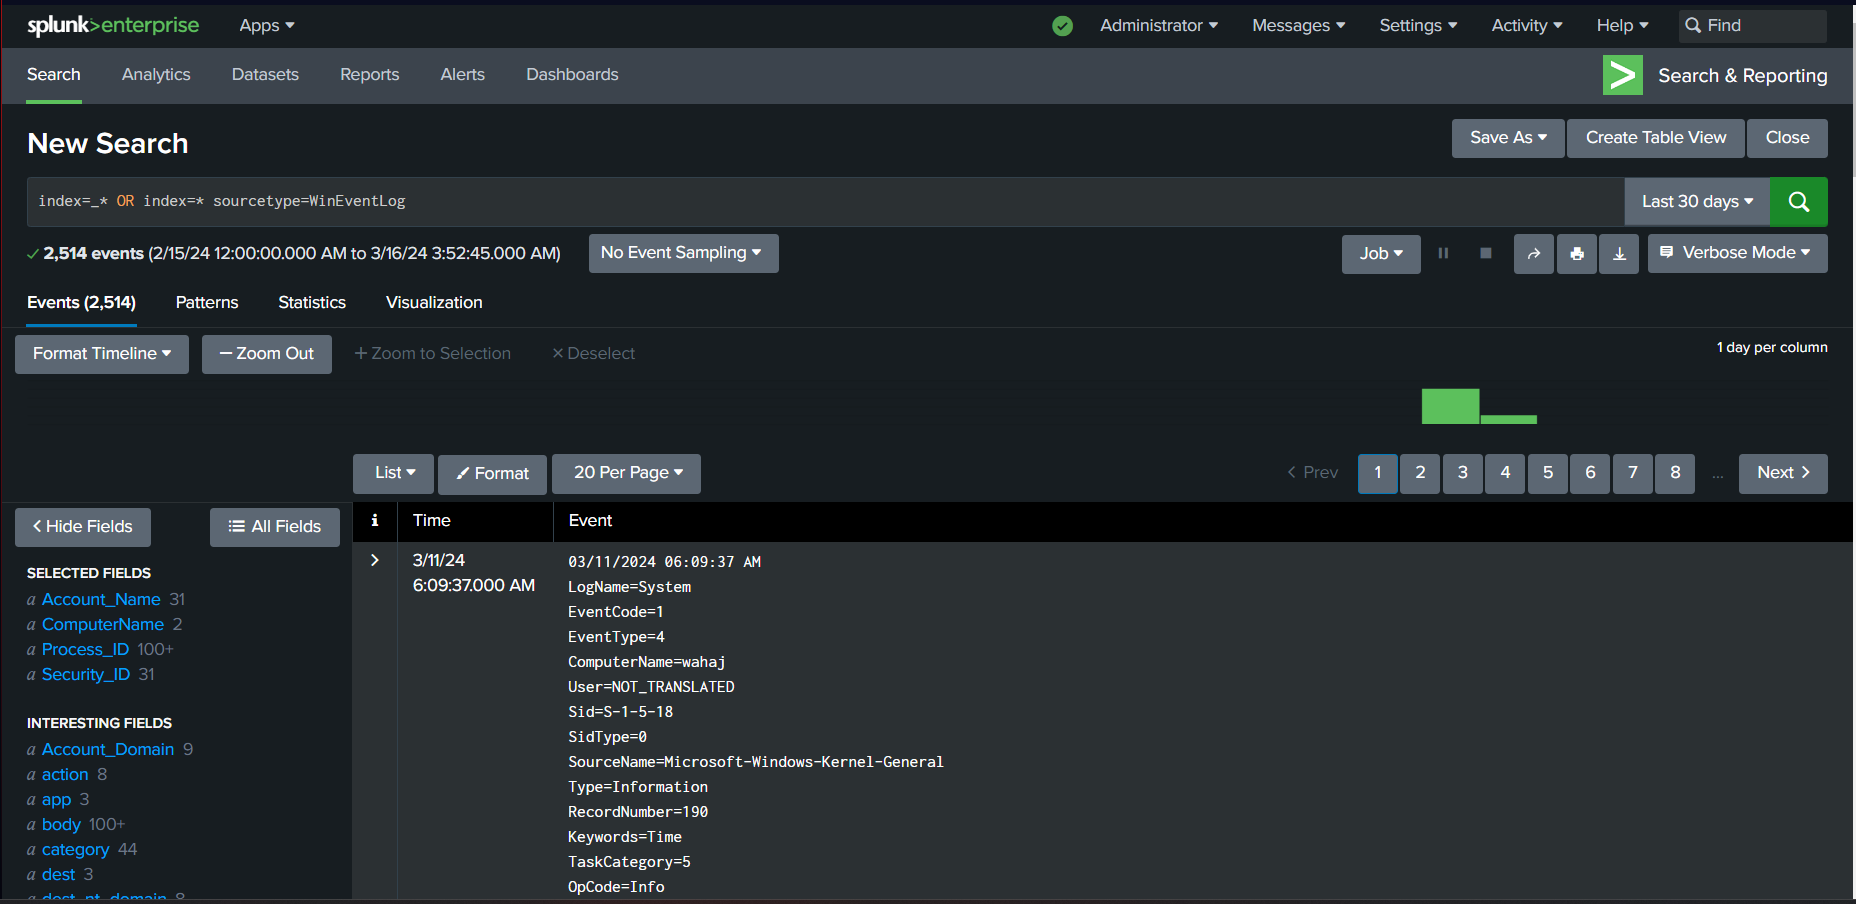 splunk>enterprise Apps Administrator Messages Settings Activity Help Find
Search Analytics Datasets Reports Alerts Dashboards Search & Reporting
New Search Save As Create Table View Close
index=_* OR index=* sourcetype=WinEventLog Last 30 days
2,514 events (2/15/24 12:00:00.000 AM to 3/16/24 3:52:45.000 AM) No Event Sampling Job Verbose Mode
Events (2,514) Patterns Statistics Visualization
Format Timeline − Zoom Out + Zoom to Selection × Deselect 1 day per column
List Format 20 Per Page < Prev 1 2 3 4 5 6 7 8 ... Next >
< Hide Fields All Fields
SELECTED FIELDS
a Account_Name 31
a ComputerName 2
a Process_ID 100+
a Security_ID 31
INTERESTING FIELDS
a Account_Domain 9
a action 8
a app 3
a body 100+
a category 44
a dest 3
a dest_nt_domain 8
i Time Event
> 3/11/24
6:09:37.000 AM
03/11/2024 06:09:37 AM
LogName=System
EventCode=1
EventType=4
ComputerName=wahaj
User=NOT_TRANSLATED
Sid=S-1-5-18
SidType=0
SourceName=Microsoft-Windows-Kernel-General
Type=Information
RecordNumber=190
Keywords=Time
TaskCategory=5
OpCode=Info